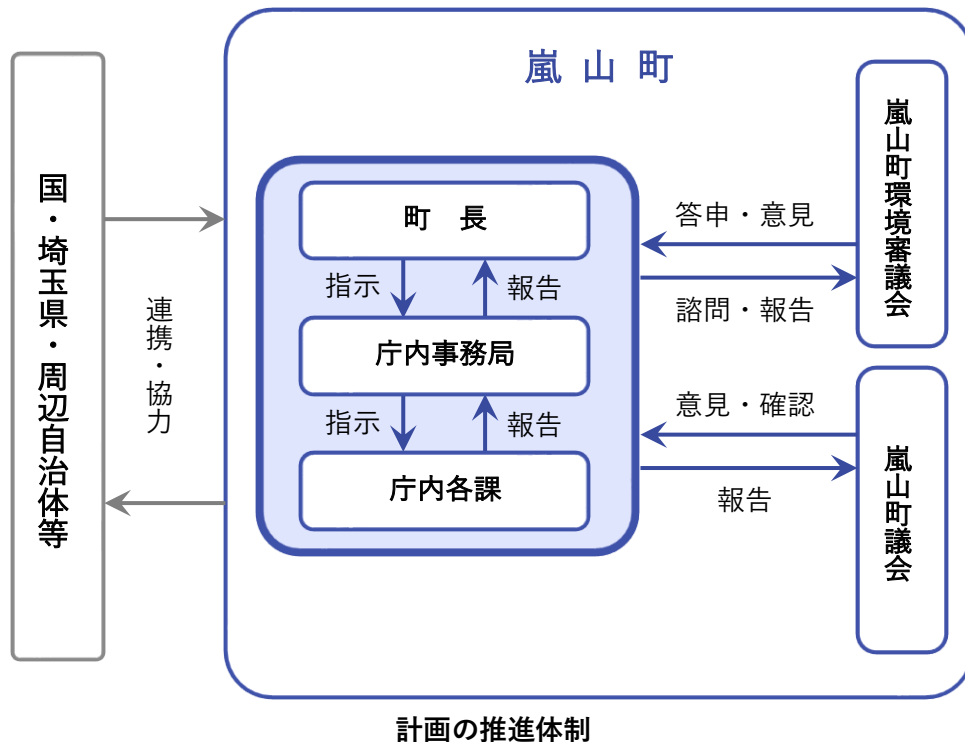 嵐山町
国・埼玉県・周辺自治体等
連携・協力
町　長
指示
報告
庁内事務局
指示
報告
庁内各課
答申・意見
諮問・報告
嵐山町環境審議会
意見・確認
報告
嵐山町議会
計画の推進体制